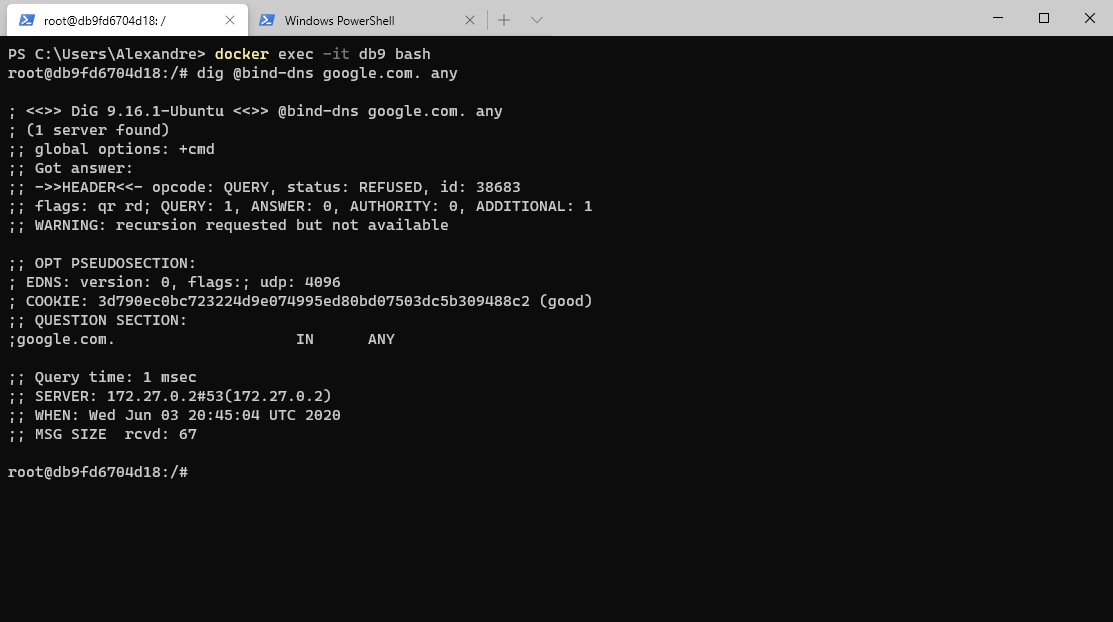 root@db9fd6704d18: /
Windows PowerShell
PS C:\Users\Alexandre> docker exec -it db9 bash
root@db9fd6704d18:/# dig @bind-dns google.com. any

; <<>> DiG 9.16.1-Ubuntu <<>> @bind-dns google.com. any
; (1 server found)
;; global options: +cmd
;; Got answer:
;; ->>HEADER<<- opcode: QUERY, status: REFUSED, id: 38683
;; flags: qr rd; QUERY: 1, ANSWER: 0, AUTHORITY: 0, ADDITIONAL: 1
;; WARNING: recursion requested but not available

;; OPT PSEUDOSECTION:
; EDNS: version: 0, flags:; udp: 4096
; COOKIE: 3d790ec0bc723224d9e074995ed80bd07503dc5b309488c2 (good)
;; QUESTION SECTION:
;google.com. IN ANY

;; Query time: 1 msec
;; SERVER: 172.27.0.2#53(172.27.0.2)
;; WHEN: Wed Jun 03 20:45:04 UTC 2020
;; MSG SIZE rcvd: 67

root@db9fd6704d18:/#